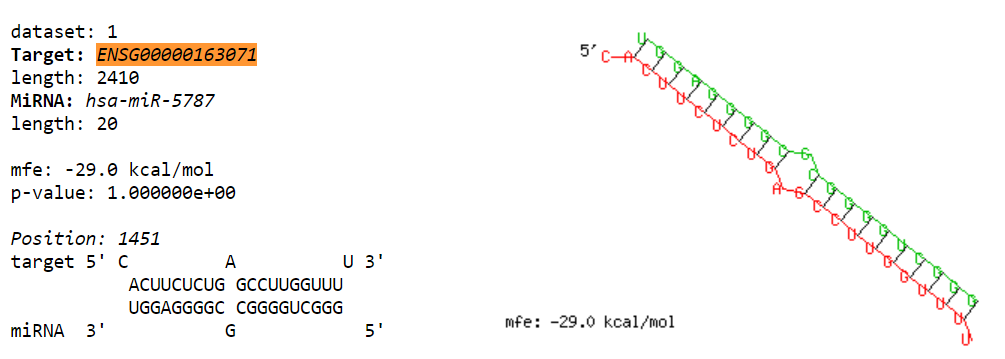 dataset: 1
Target: ENSG00000163071
length: 2410
MiRNA: hsa-miR-5787
length: 20
mfe: -29.0 kcal/mol
p-value: 1.000000e+00
Position: 1451
target 5' C A U 3'
ACUUCUCUG GCCUUGGUUU
UGGAGGGGC CGGGGUCGGG
miRNA 3' G 5'
5'
UGGAGGGGCGCGGGGUCGGG
CACUUCUCUGAGCCUUGGUUUU
mfe: -29.0 kcal/mol